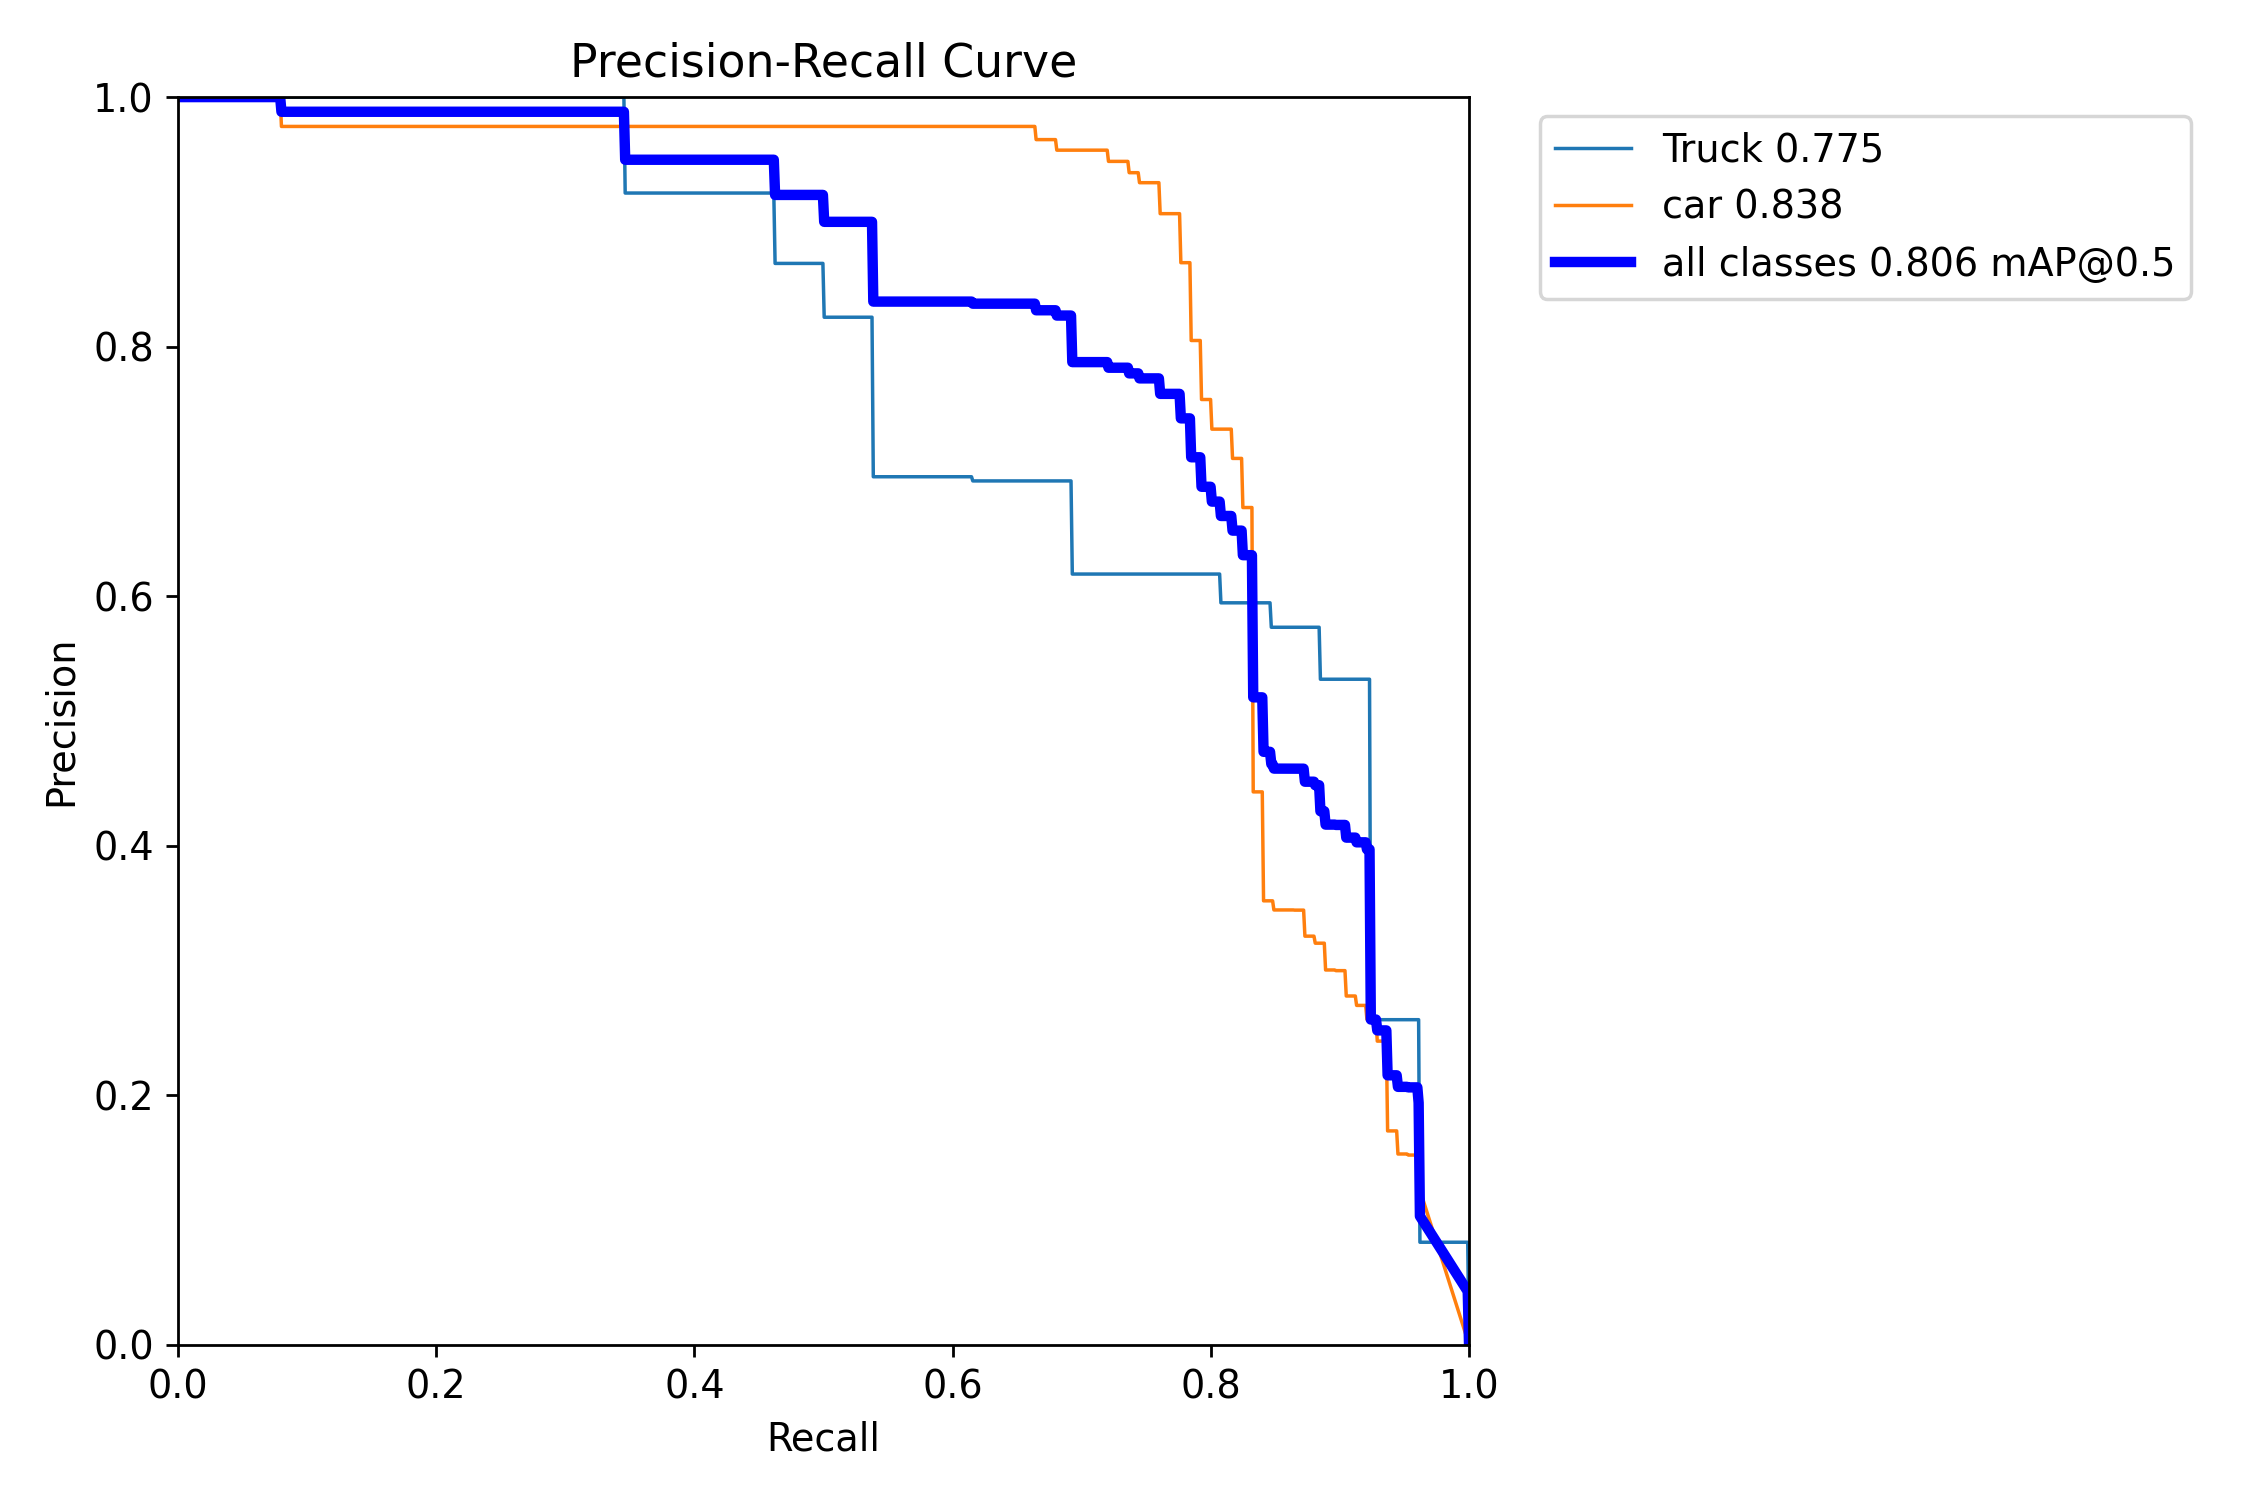 Precision-Recall Curve
1.0
0.8
0.6
0.4
0.2
0.0
Precision
0.0 0.2 0.4 0.6 0.8 1.0
Recall
Truck 0.775
car 0.838
all classes 0.806 mAP@0.5